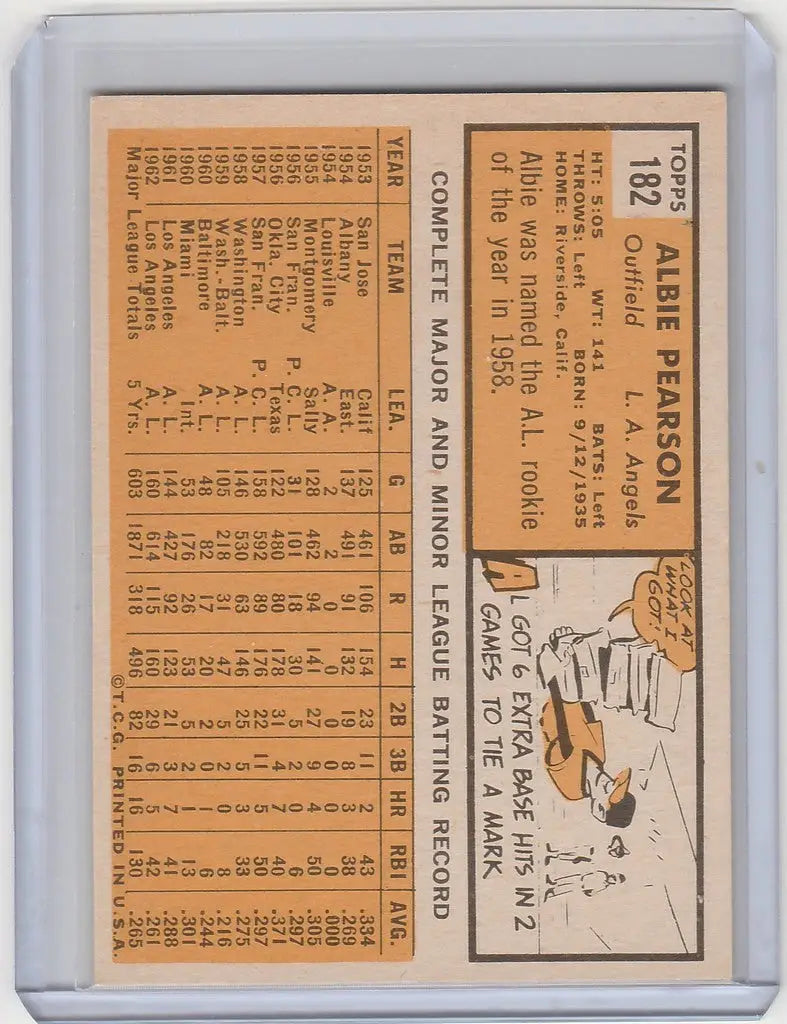 TOPPS
182
ALBIE PEARSON
Outfield L. A. Angels
HT: 5:05 WT: 141 BATS: Left
THROWS: Left BORN: 9/12/1935
HOME: Riverside, Calif.
Albie was named the A.L. rookie
of the year in 1958.
LOOK AT
WHAT I
GOT!
AL GOT 6 EXTRA BASE HITS IN 2
GAMES TO TIE A MARK
COMPLETE MAJOR AND MINOR LEAGUE BATTING RECORD
YEAR TEAM LEA. G AB R H 2B 3B HR RBI AVG.
1953 San Jose Calif 125 461 106 154 23 11 2 43 .334
1954 Albany East. 137 491 91 132 19 8 3 38 .269
1954 Louisville A. A. 2 2 0 0 0 0 0 0 .000
1955 Montgomery Sally 128 462 94 141 27 9 4 50 .305
1956 San Fran. P. C. L. 31 101 18 30 5 2 0 6 .297
1956 Okla. City Texas 122 480 80 178 31 4 7 40 .371
1957 San Fran. P. C. L. 158 592 89 176 22 11 5 50 .297
1958 Washington A. L. 146 530 63 146 25 5 3 33 .275
1959 Wash.-Balt. A. L. 105 218 31 47 5 2 0 8 .216
1960 Baltimore A. L. 48 82 17 20 2 0 1 6 .244
1960 Miami Int. 53 176 26 53 5 2 1 13 .301
1961 Los Angeles A. L. 144 427 92 123 21 3 7 41 .288
1962 Los Angeles A. L. 160 614 115 160 29 6 5 42 .261
Major League Totals 5 Yrs. 603 1871 318 496 82 16 16 130 .265
©T.C.G. PRINTED IN U.S.A.